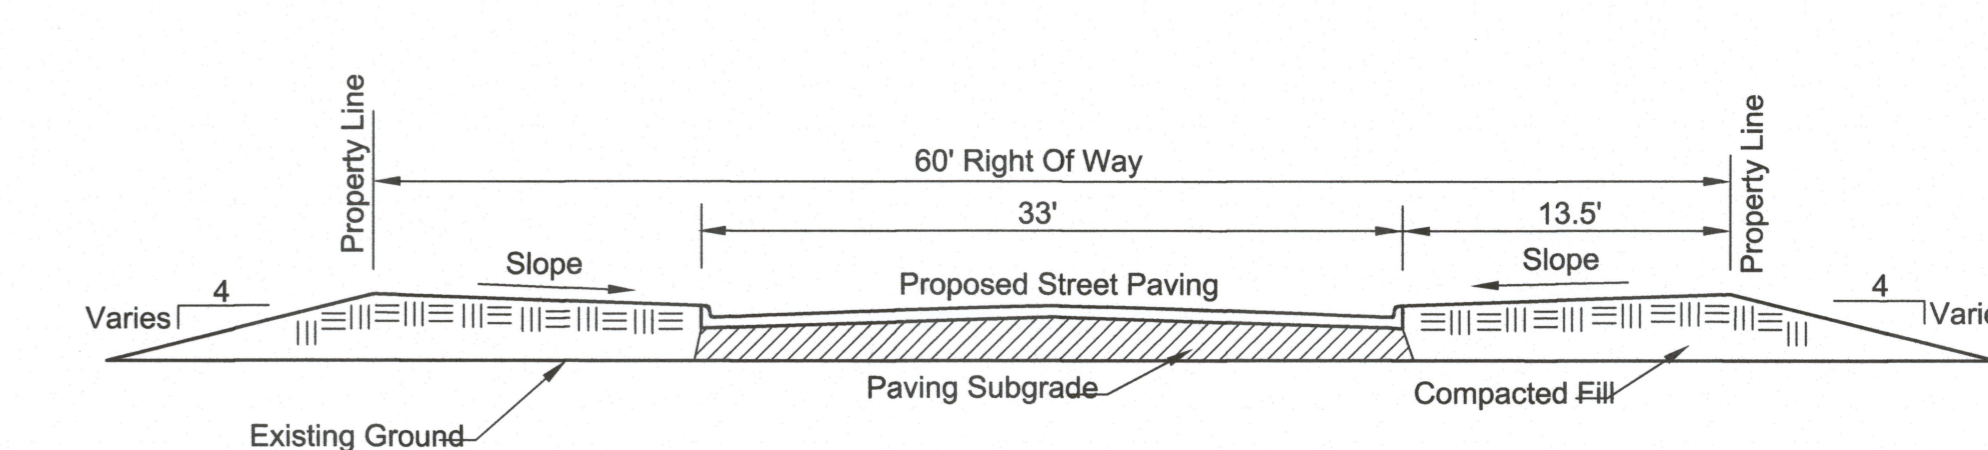 Property Line
Property Line
60' Right Of Way
33'
13.5'
Slope
Slope
Proposed Street Paving
4
Varies
4
Paving Subgrade
Compacted Fill
Existing Ground